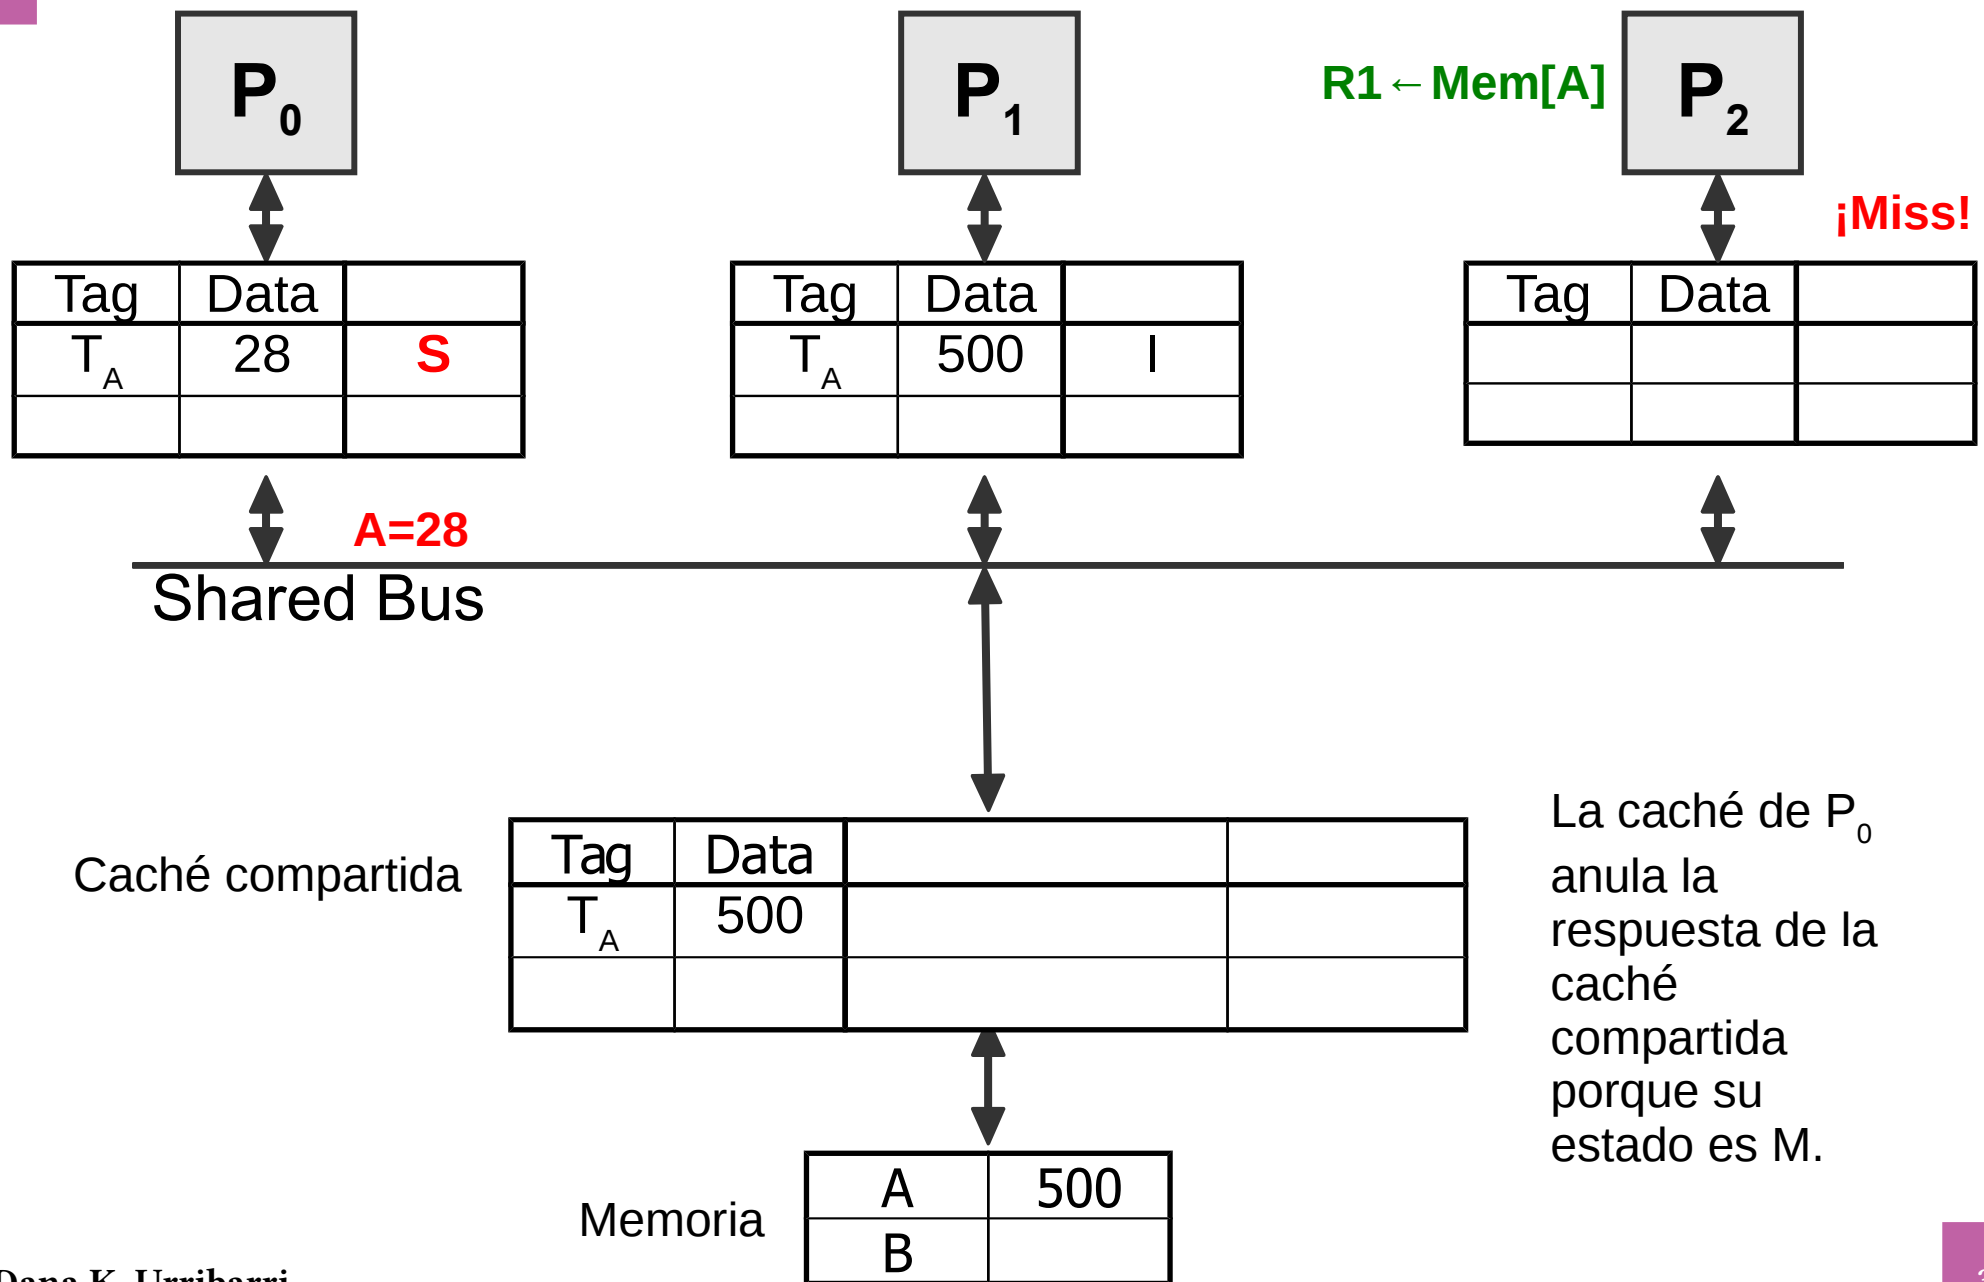 P0
P1
R1←Mem[A]
P2
¡Miss!
Tag Data
TA 28 S
Tag Data
TA 500 I
Tag Data
A=28
Shared Bus
Caché compartida
Tag Data
TA 500
La caché de P0
anula la
respuesta de la
caché
compartida
porque su
estado es M.
Memoria
A 500
B
Dana K. Urribarri